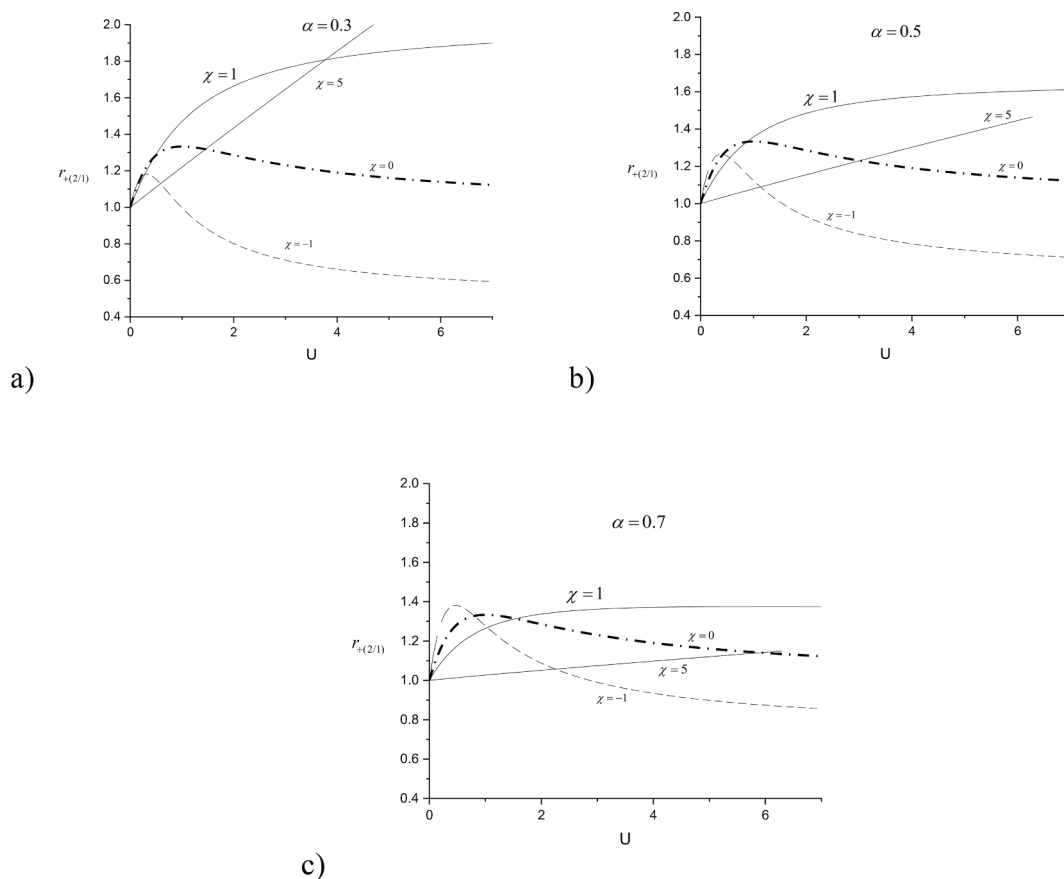 2.0
α = 0.3
1.8
χ = 1
χ = 5
1.6
1.4
1.2
r+(2/1)
χ = 0
1.0
0.8
χ = −1
0.6
0.4
0 2 4 6
U
a)
2.0
α = 0.5
1.8
1.6
χ = 1
χ = 5
1.4
1.2
r+(2/1)
χ = 0
1.0
0.8
χ = −1
0.6
0.4
0 2 4 6
U
b)
2.0
α = 0.7
1.8
1.6
1.4
χ = 1
1.2
r+(2/1)
χ = 0
χ = 5
1.0
χ = −1
0.8
0.6
0.4
0 2 4 6
U
c)